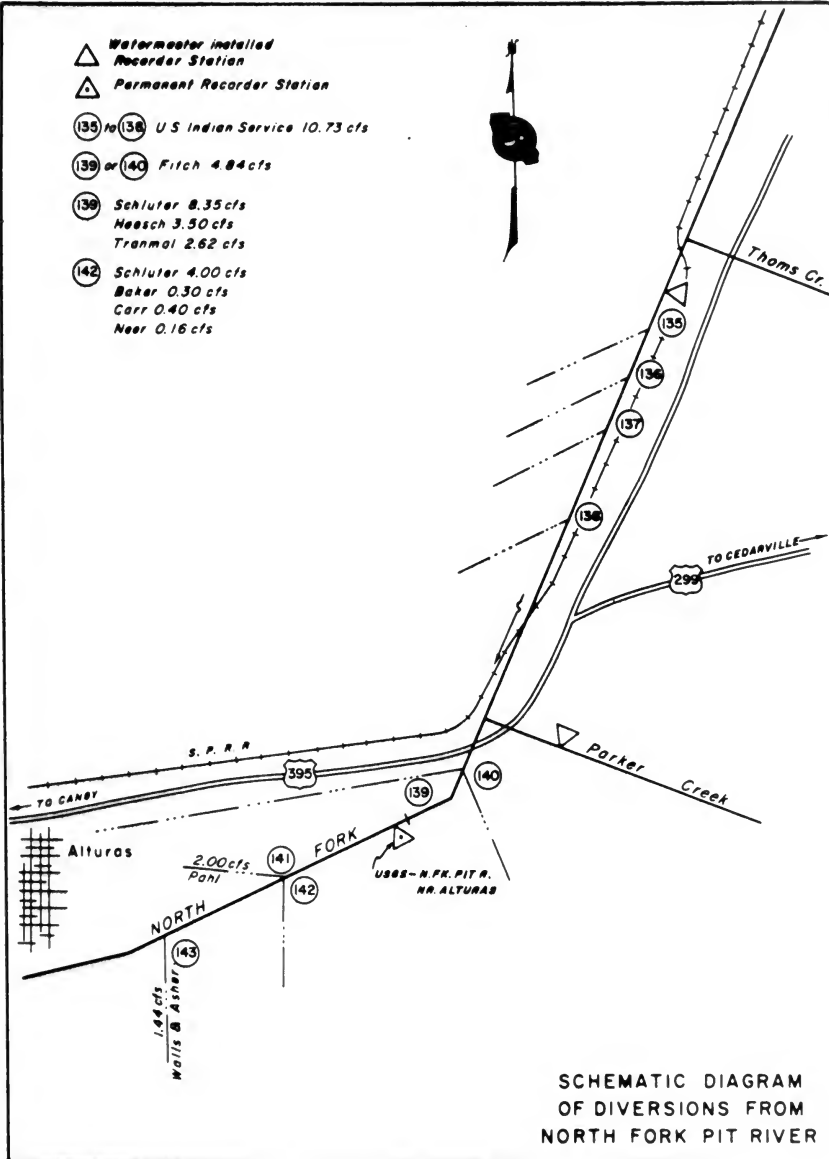 Watermaster installed
Recorder Station
Permanent Recorder Station
135 to 138 U S Indian Service 10.73 cfs
139 or 140 Fitch 4.84 cfs
139 Schluter 8.35 cfs
Heesch 3.50 cfs
Tranmal 2.62 cfs
142 Schluter 4.00 cfs
Baker 0.30 cfs
Carr 0.40 cfs
Neer 0.16 cfs
N
Thoms Cr.
135
136
137
138
TO CEDARVILLE
299
S. P. R. R
395
TO CANBY
140
139
Parker Creek
Alturas
2.00 cfs
Pahl
141
142
NORTH FORK
USGS - N. FK. PIT R.
NR. ALTURAS
143
1.44 cfs
Walls & Asher
SCHEMATIC DIAGRAM
OF DIVERSIONS FROM
NORTH FORK PIT RIVER